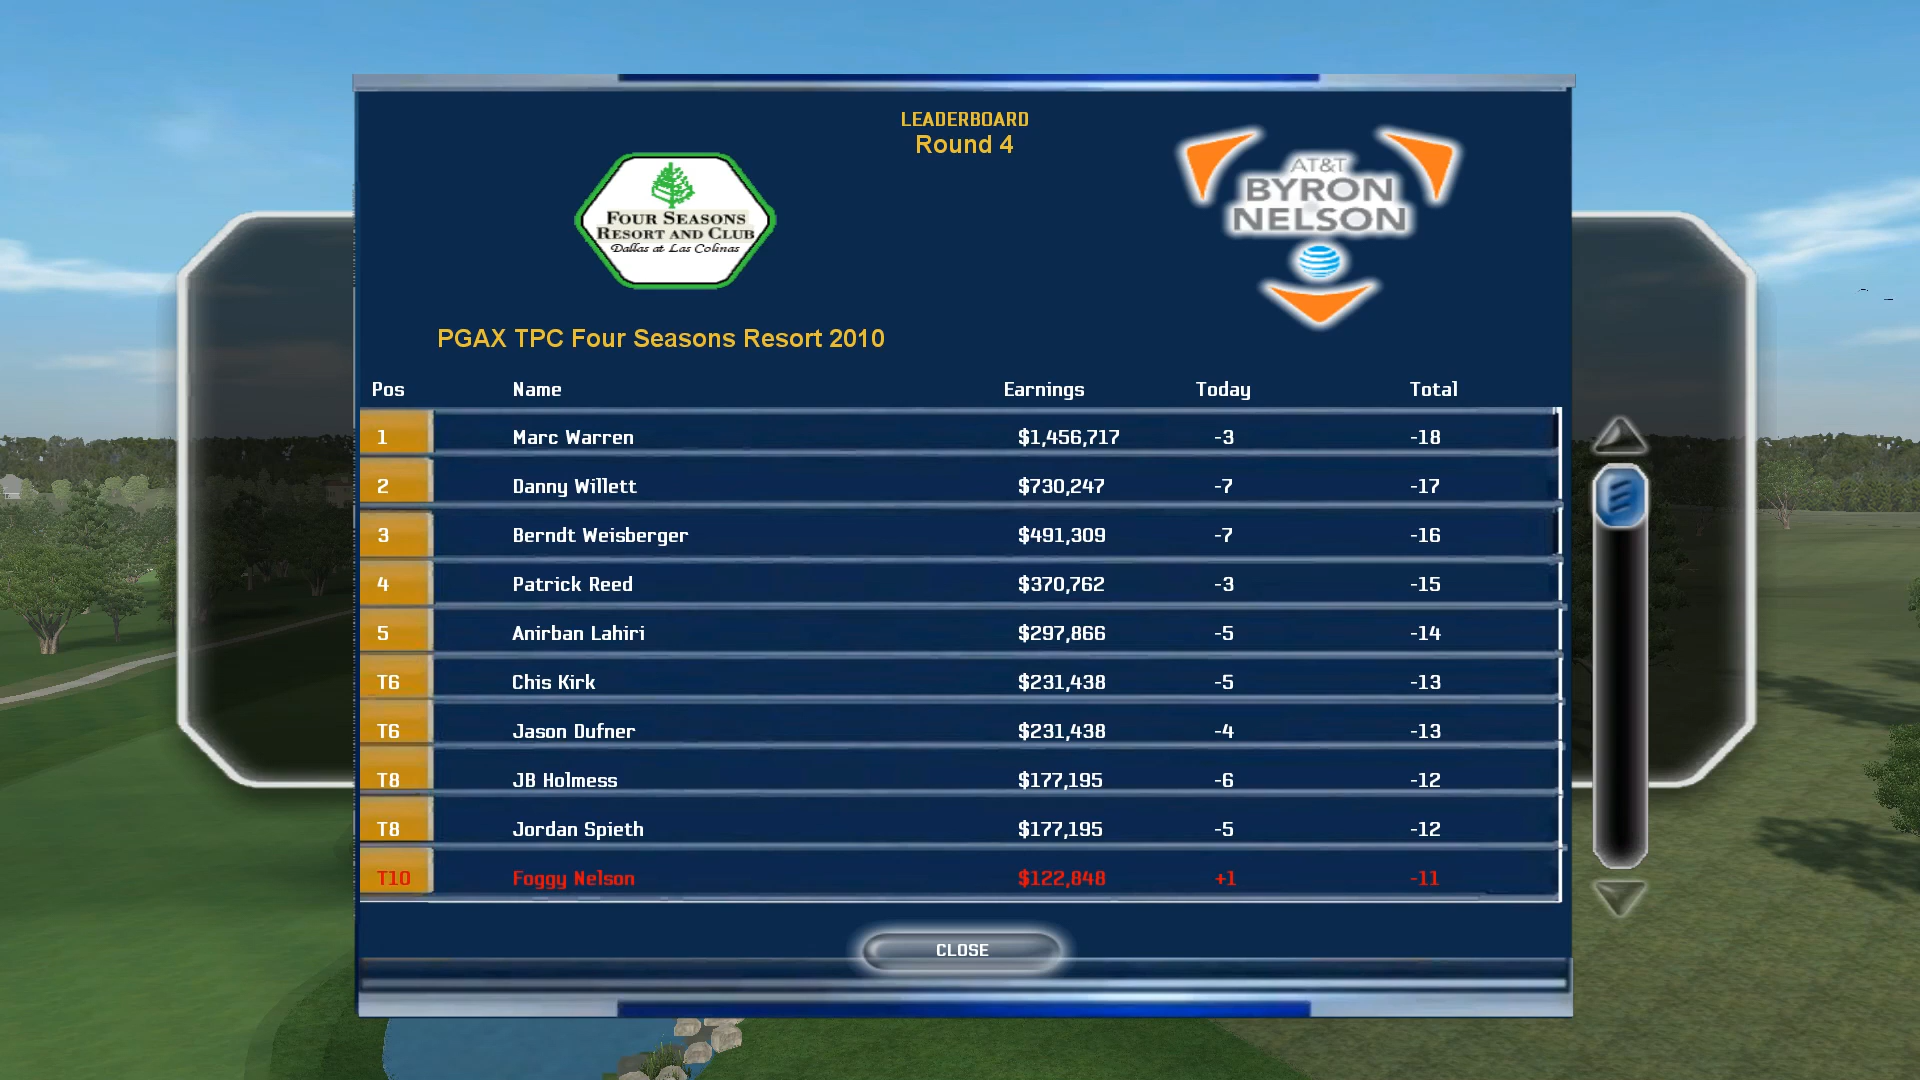 LEADERBOARD
Round 4
FOUR SEASONS
RESORT AND CLUB
Dallas at Las Colinas
AT&T
BYRON
NELSON
PGAX TPC Four Seasons Resort 2010
Pos Name Earnings Today Total
1 Marc Warren $1,456,717 -3 -18
2 Danny Willett $730,247 -7 -17
3 Berndt Weisberger $491,309 -7 -16
4 Patrick Reed $370,762 -3 -15
5 Anirban Lahiri $297,866 -5 -14
T6 Chis Kirk $231,438 -5 -13
T6 Jason Dufner $231,438 -4 -13
T8 JB Holmess $177,195 -6 -12
T8 Jordan Spieth $177,195 -5 -12
T10 Foggy Nelson $122,848 +1 -11
CLOSE